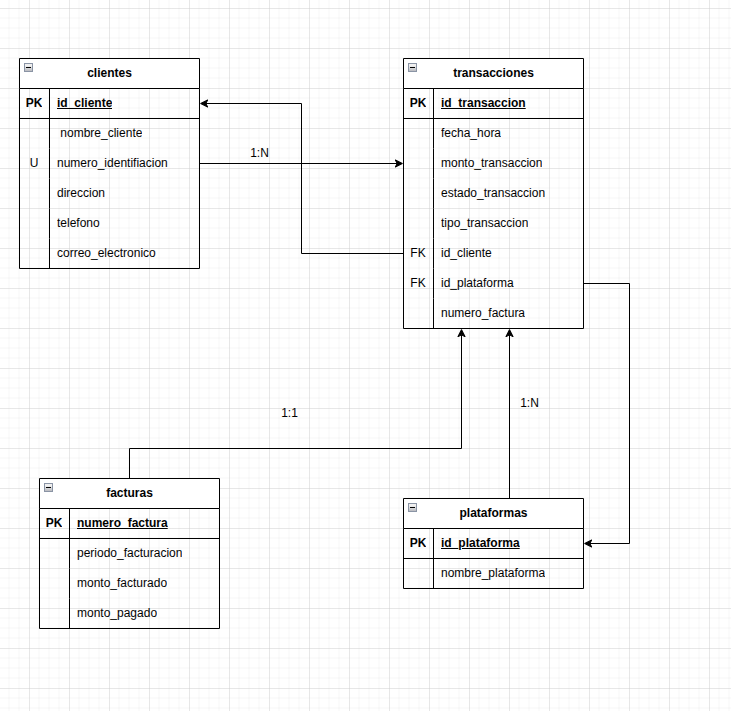 clientes
PK id_cliente
nombre_cliente
U numero_identifiacion
direccion
telefono
correo_electronico
1:N
transacciones
PK id_transaccion
fecha_hora
monto_transaccion
estado_transaccion
tipo_transaccion
FK id_cliente
FK id_plataforma
numero_factura
1:1
1:N
facturas
PK numero_factura
periodo_facturacion
monto_facturado
monto_pagado
plataformas
PK id_plataforma
nombre_plataforma